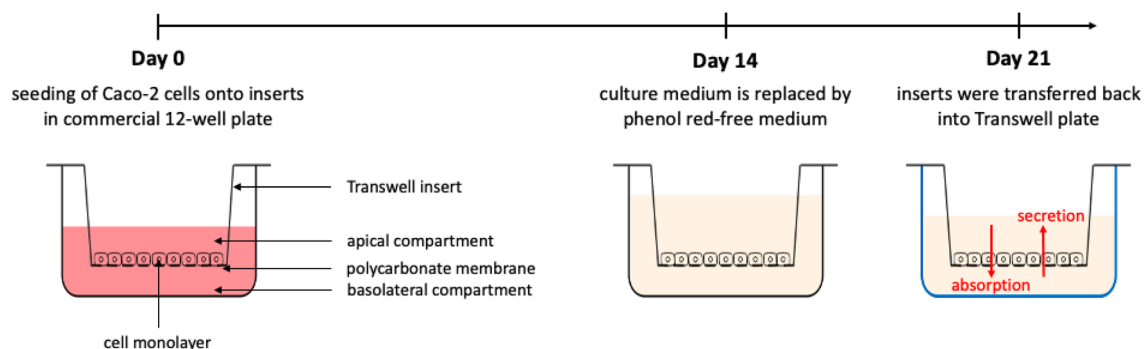 Day 0
seeding of Caco-2 cells onto inserts
in commercial 12-well plate
Day 14
culture medium is replaced by
phenol red-free medium
Day 21
inserts were transferred back
into Transwell plate
Transwell insert
apical compartment
polycarbonate membrane
basolateral compartment
cell monolayer
secretion
absorption